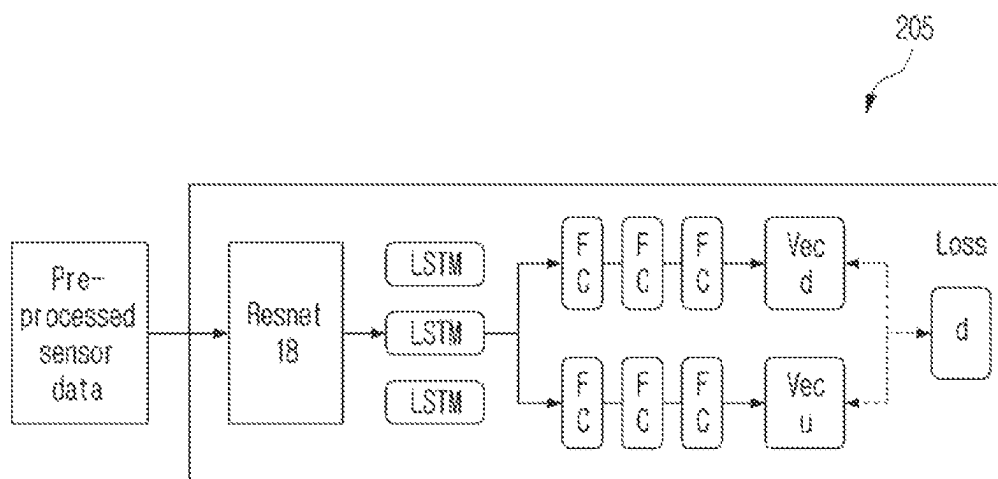 205
Pre-
processed
sensor
data
Resnet
18
LSTM
LSTM
LSTM
F
C
F
C
F
C
Vec
d
F
C
F
C
F
C
Vec
u
Loss
d